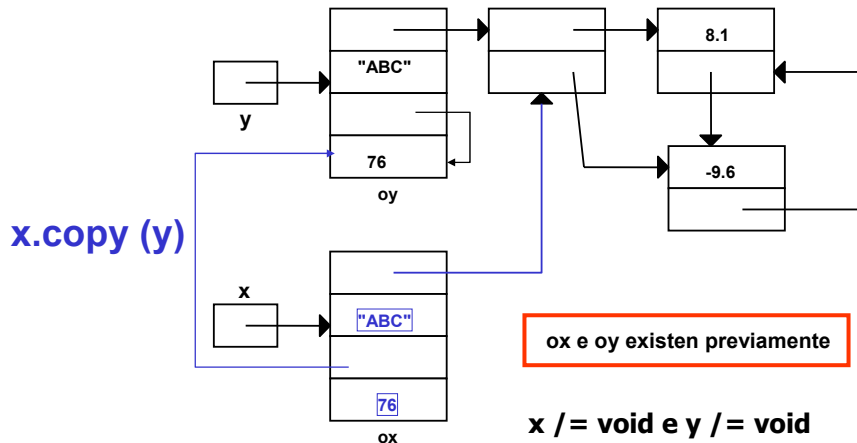 8.1
"ABC"
y
76
-9.6
oy
x.copy (y)
x
"ABC"
ox e oy existen previamente
76
x /= void e y /= void
ox